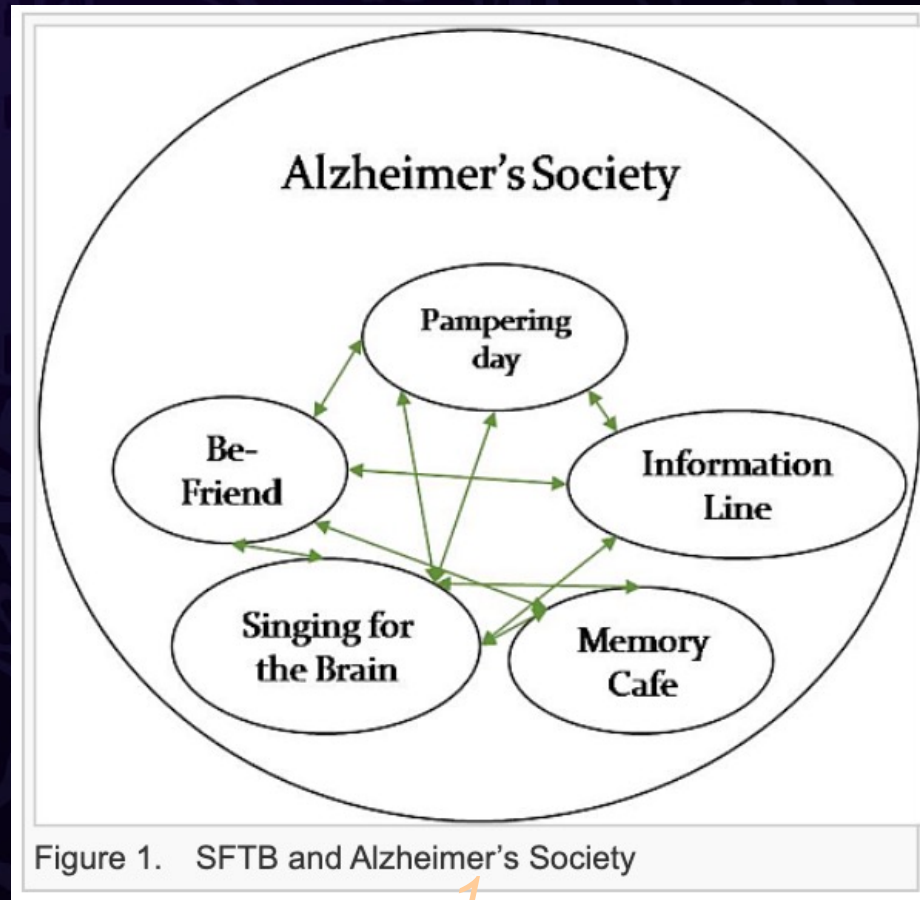 Alzheimer's Society
Pampering
day
Be-
Friend
Information
Line
Singing for
the Brain
Memory
Cafe
Figure 1. SFTB and Alzheimer's Society